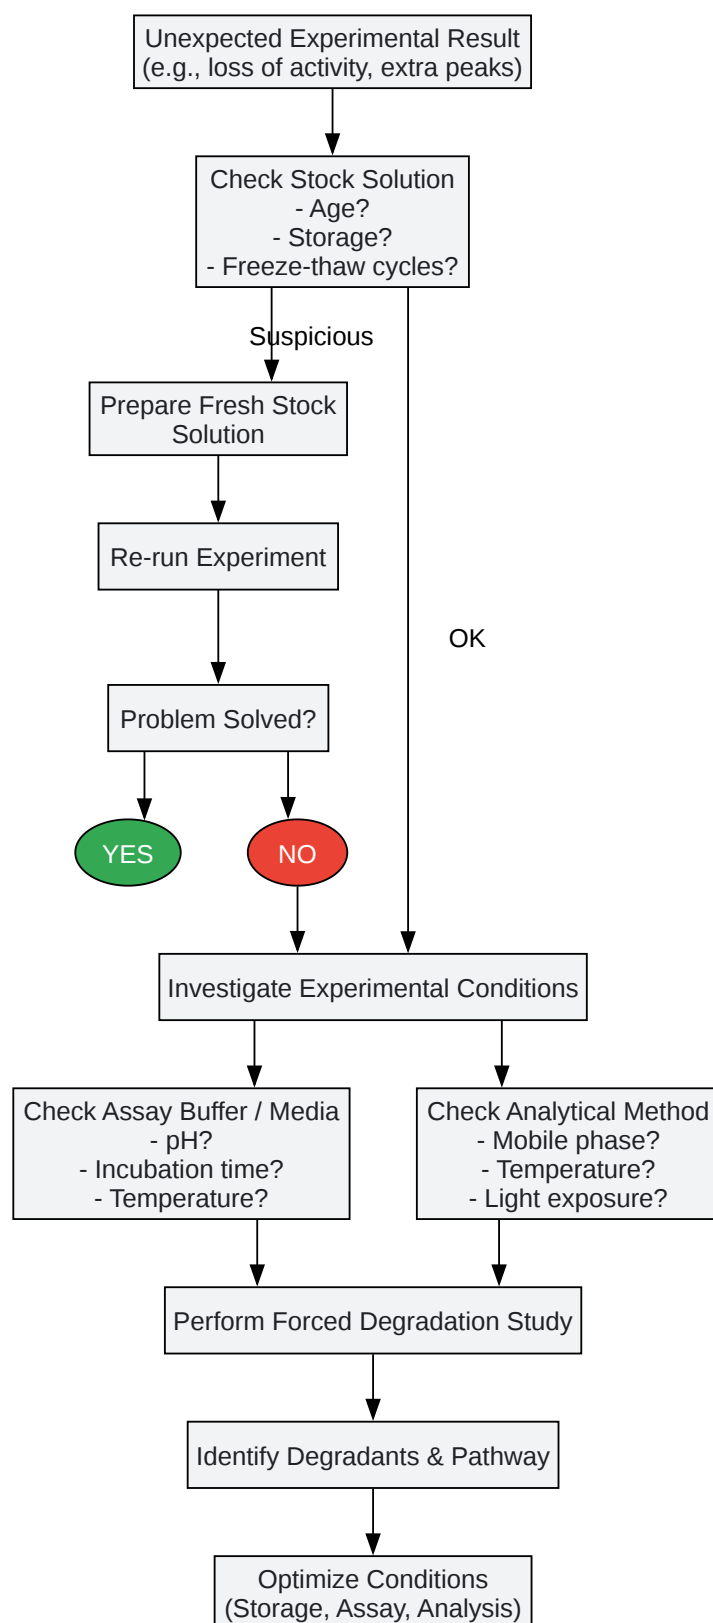 Unexpected Experimental Result
(e.g., loss of activity, extra peaks)
Check Stock Solution
- Age?
- Storage?
- Freeze-thaw cycles?
Suspicious
Prepare Fresh Stock
Solution
Re-run Experiment
OK
Problem Solved?
YES
NO
Investigate Experimental Conditions
Check Assay Buffer / Media
- pH?
- Incubation time?
- Temperature?
Check Analytical Method
- Mobile phase?
- Temperature?
- Light exposure?
Perform Forced Degradation Study
Identify Degradants & Pathway
Optimize Conditions
(Storage, Assay, Analysis)